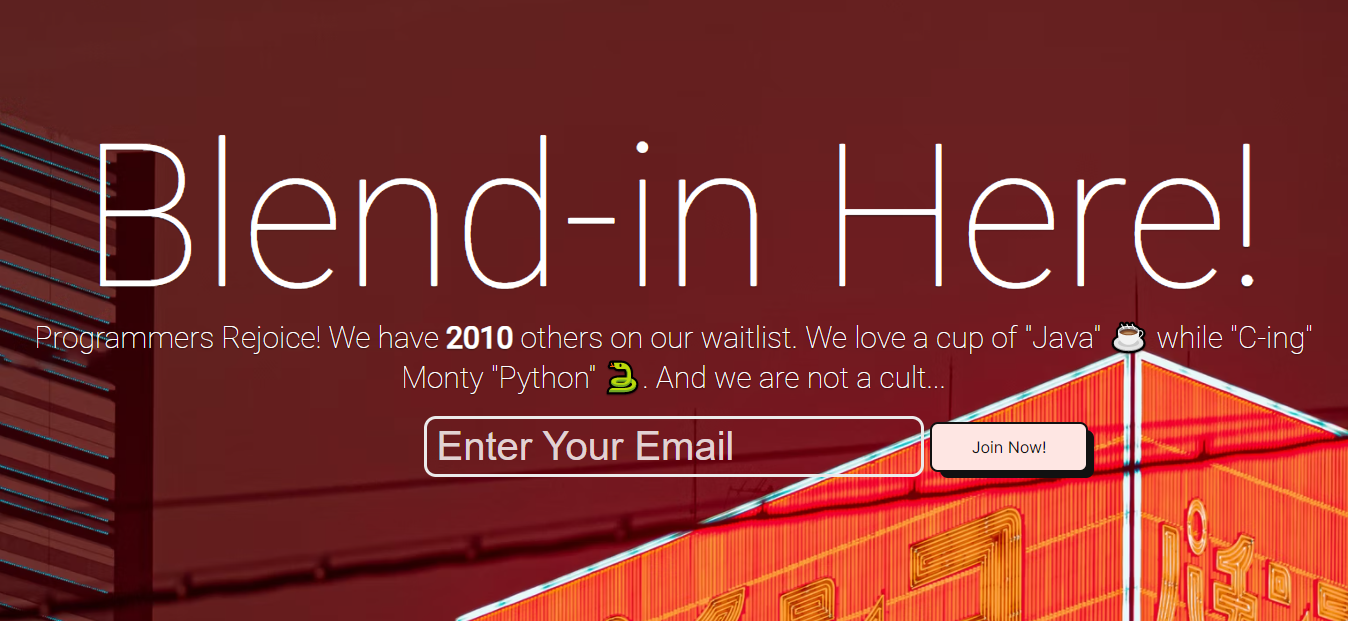 Blend-in Here!
Programmers Rejoice! We have 2010 others on our waitlist. We love a cup of "Java" ☕ while "C-ing"
Monty "Python" 🐍. And we are not a cult...
Enter Your Email
Join Now!